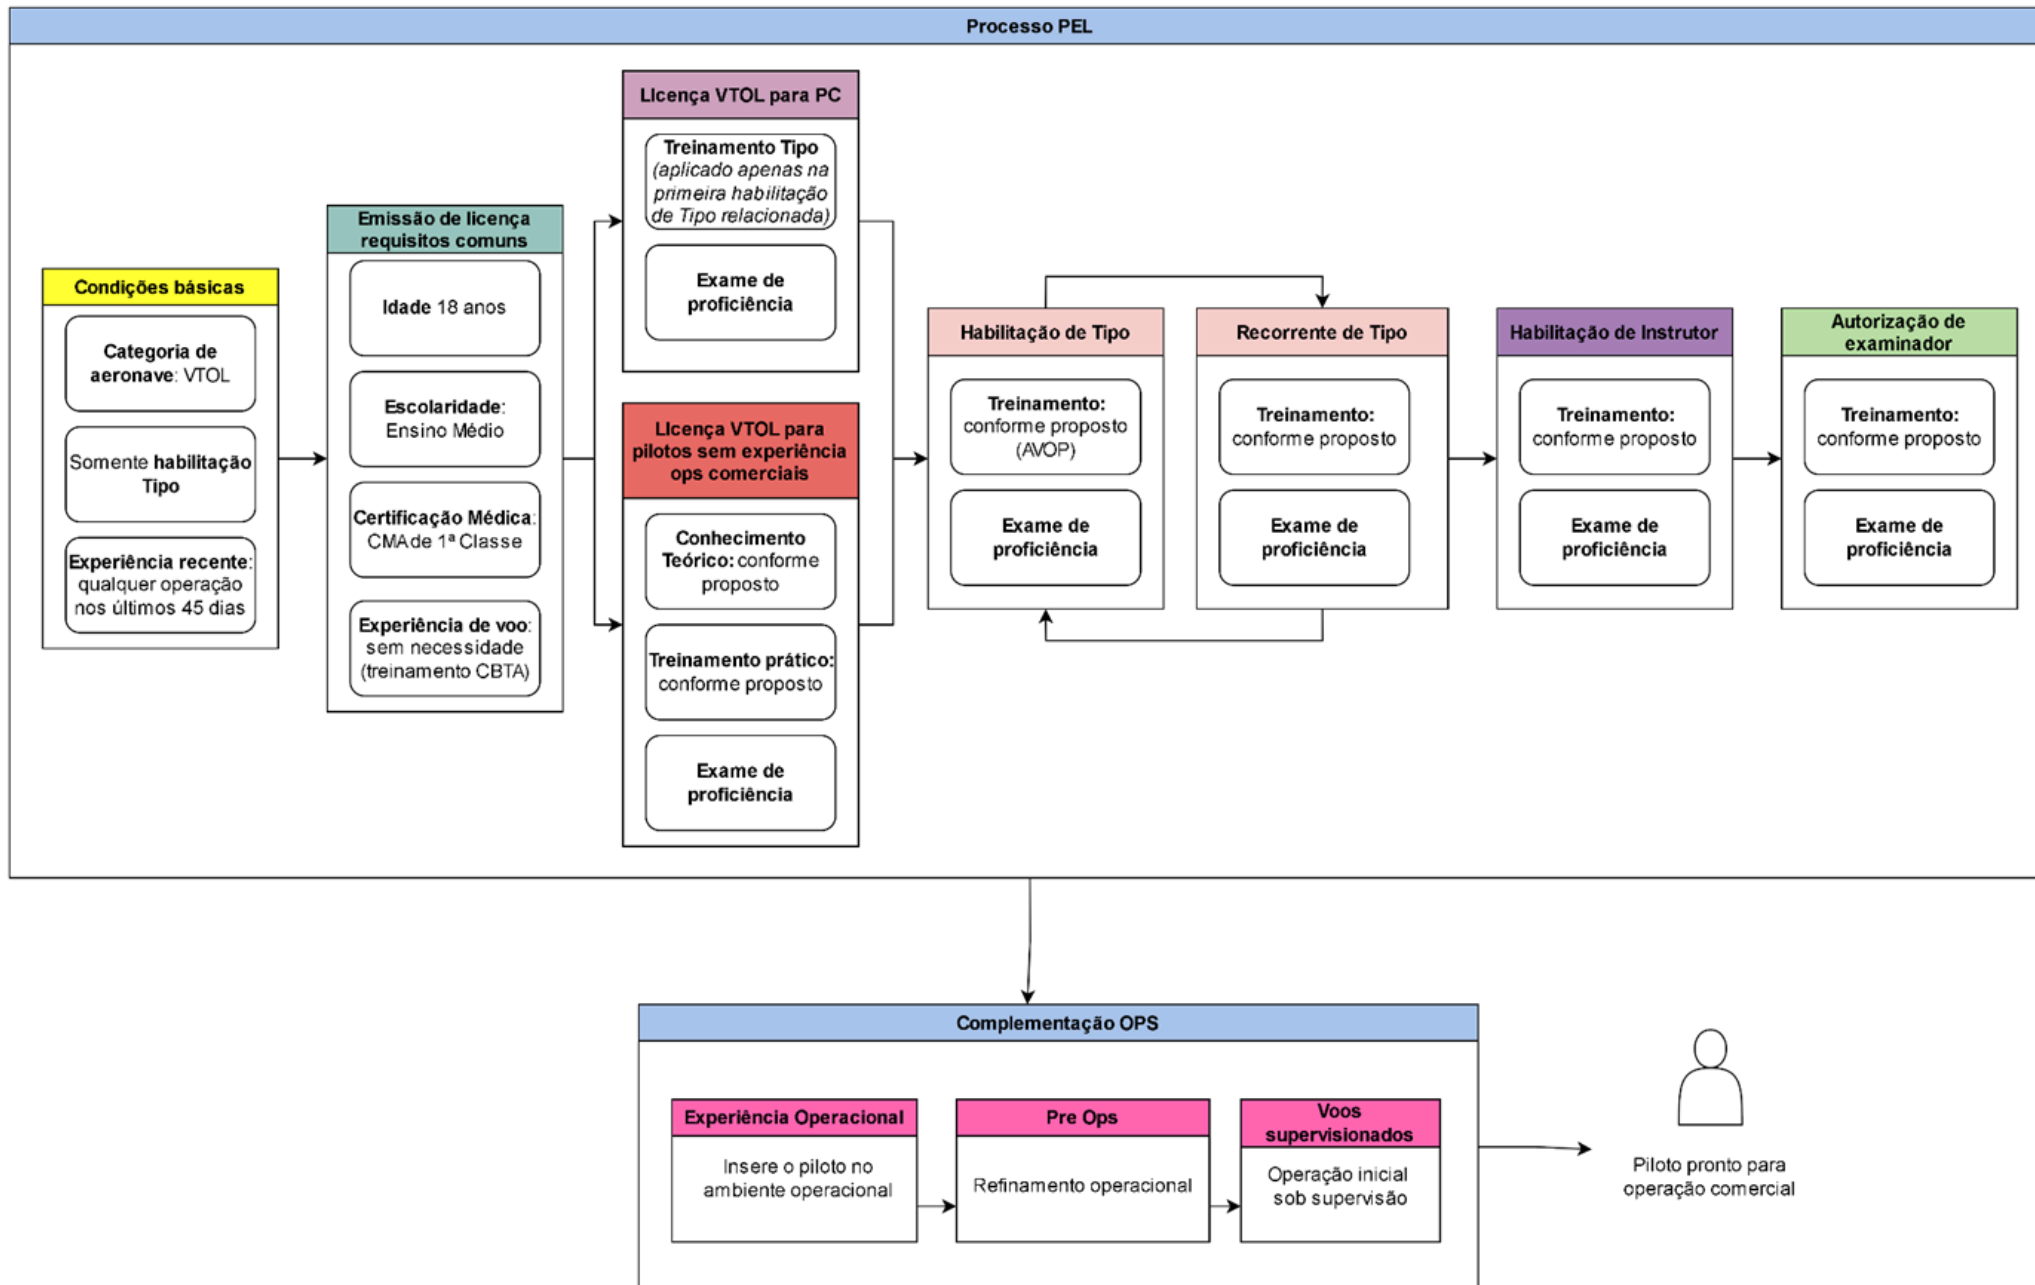 Processo PEL
Condições básicas
Categoria de
aeronave: VTOL
Somente habilitação
Tipo
Experiência recente:
qualquer operação
nos últimos 45 dias
Emissão de licença
requisitos comuns
Idade 18 anos
Escolaridade:
Ensino Médio
Certificação Médica:
CMA de 1ª Classe
Experiência de voo:
sem necessidade
(treinamento CBTA)
LIcença VTOL para PC
Treinamento Tipo
(aplicado apenas na
primeira habilitação
de Tipo relacionada)
Exame de
proficiência
LIcença VTOL para
pilotos sem experiência
ops comerciais
Conhecimento
Teórico: conforme
proposto
Treinamento prático:
conforme proposto
Exame de
proficiência
Habilitação de Tipo
Treinamento:
conforme proposto
(AVOP)
Exame de
proficiência
Recorrente de Tipo
Treinamento:
conforme proposto
Exame de
proficiência
Habilitação de Instrutor
Treinamento:
conforme proposto
Exame de
proficiência
Autorização de
examinador
Treinamento:
conforme proposto
Exame de
proficiência
Complementação OPS
Experiência Operacional
Insere o piloto no
ambiente operacional
Pre Ops
Refinamento operacional
Voos
supervisionados
Operação inicial
sob supervisão
Piloto pronto para
operação comercial